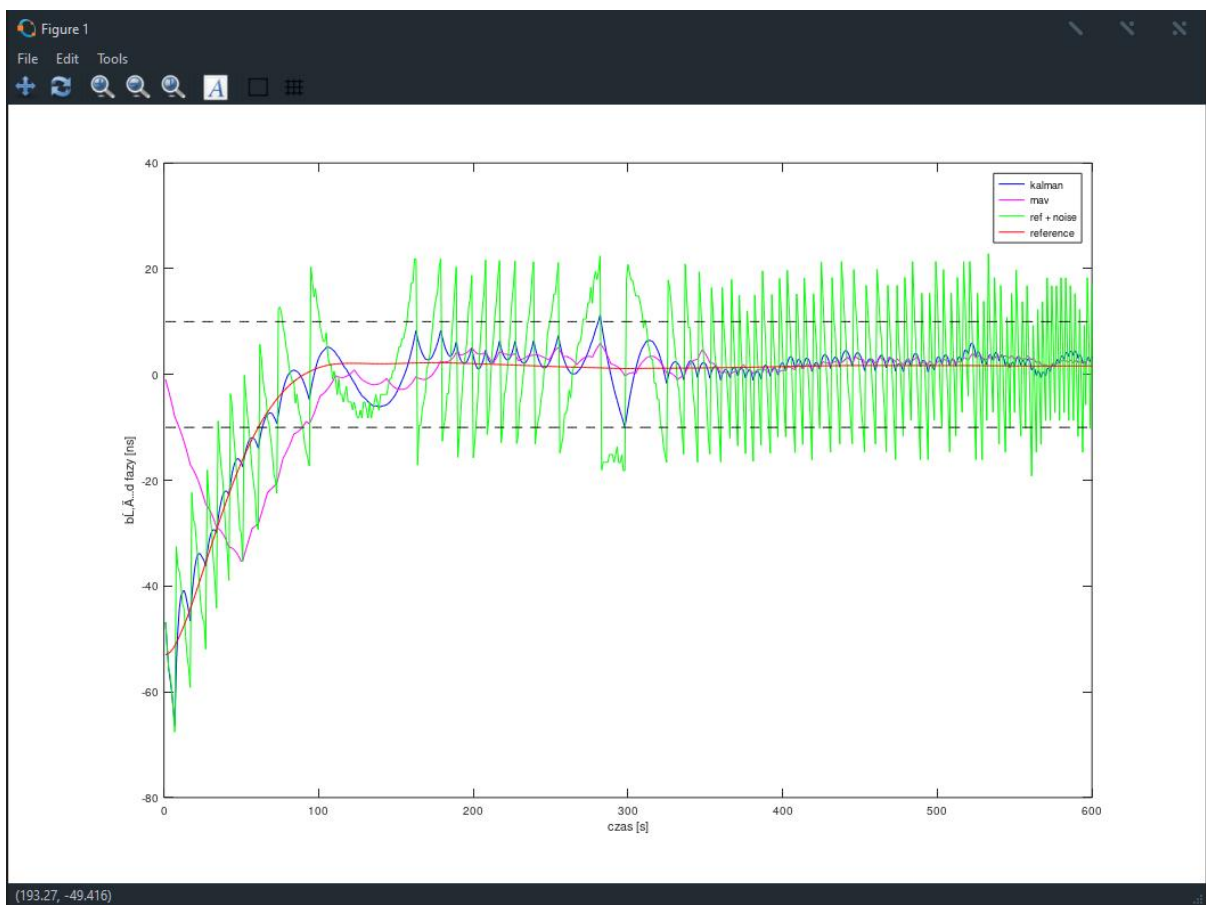 Figure 1
File Edit Tools
A
40
20
0
-20
-40
-60
-80
0 100 200 300 400 500 600
bĹ‚Ä…d fazy [ns]
czas [s]
kalman
mav
ref + noise
reference
(193.27, -49.416)